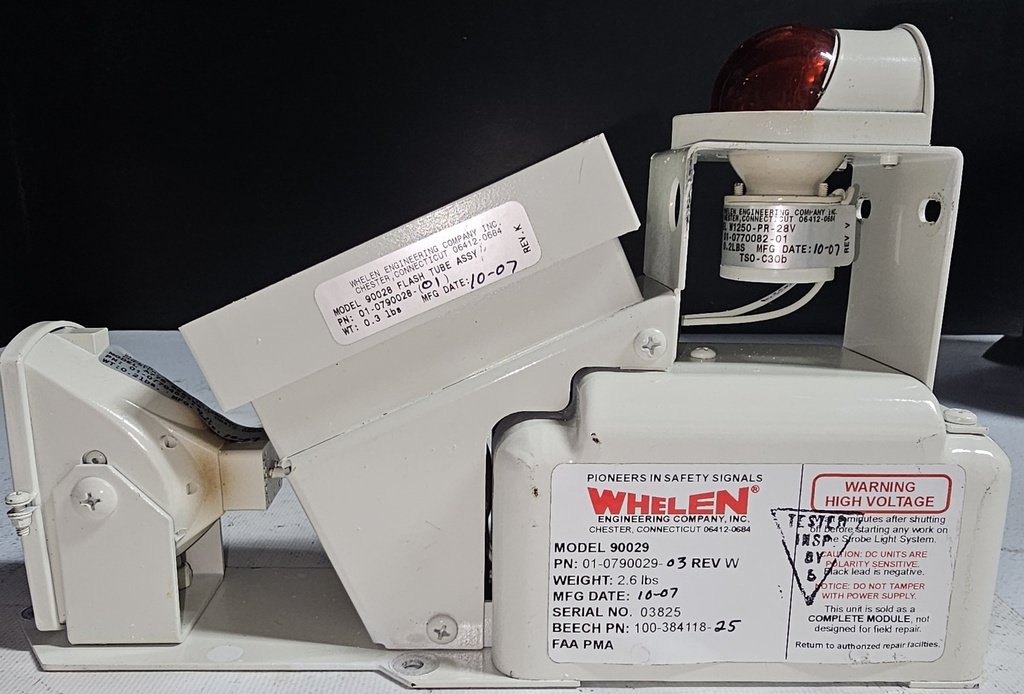 WHELEN ENGINEERING COMPANY INC.
CHESTER, CONNECTICUT 06412-0684
MODEL 90028 FLASH TUBE ASSY
PN: 01-0790028-(01) REV K
WT: 0.3 lbs MFG DATE: 10-07
WHELEN ENGINEERING COMPANY INC.
CHESTER, CONNECTICUT 06412-0684
W1250-PR-28V
01-0770082-01
0.2LBS MFG DATE: 10-07 REV V
TSO-C30b
PIONEERS IN SAFETY SIGNALS
WHELEN®
ENGINEERING COMPANY, INC.
CHESTER, CONNECTICUT 06412-0684
MODEL 90029
PN: 01-0790029-03 REV W
WEIGHT: 2.6 lbs
MFG DATE: 10-07
SERIAL NO. 03825
BEECH PN: 100-384118-25
FAA PMA
WARNING
HIGH VOLTAGE
minutes after shutting
off before starting any work on
the Strobe Light System.
CAUTION: DC UNITS ARE
POLARITY SENSITIVE.
Black lead is negative.
NOTICE: DO NOT TAMPER
WITH POWER SUPPLY.
This unit is sold as a
COMPLETE MODULE, not
designed for field repair.
Return to authorized repair facilties.
TESTED
INSP
BY
6